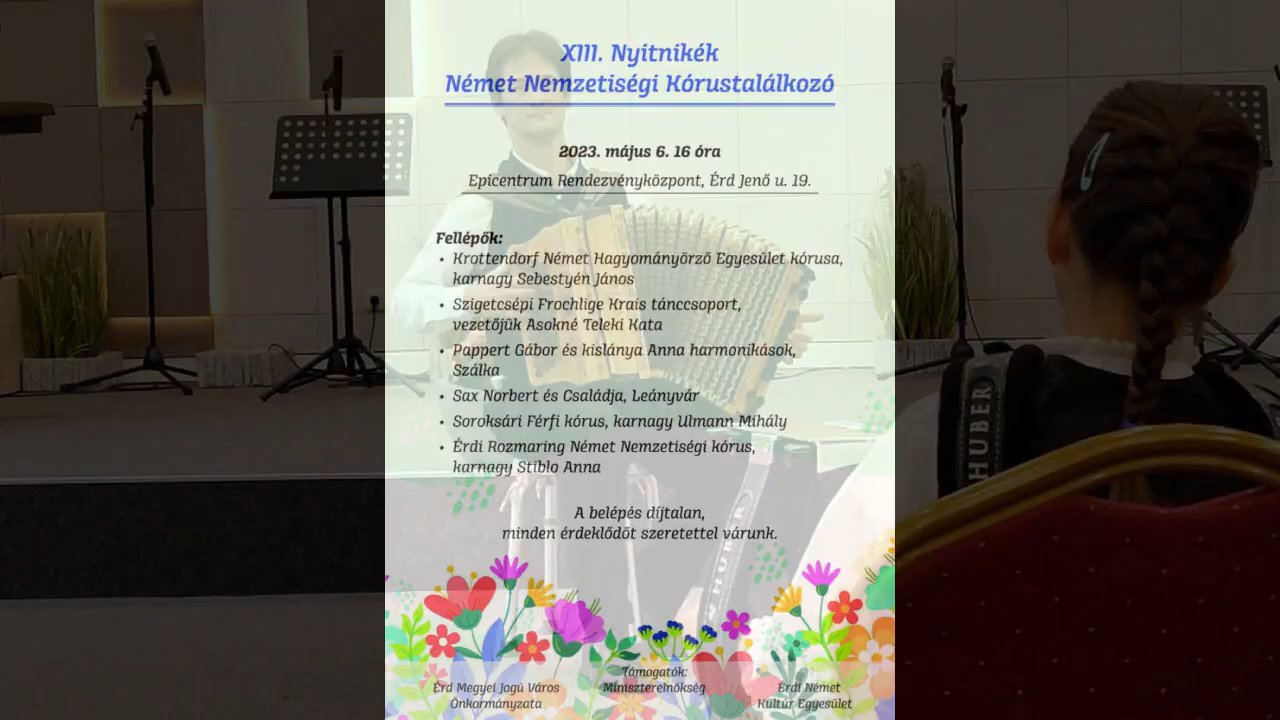 XIII. Nyitnikék
Német Nemzetiségi Kórustalálkozó
2023. május 6. 16 óra
Epicentrum Rendezvényközpont, Érd Jenő u. 19.
Fellépők:
• Krottendorf Német Hagyományörző Egyesület kórusa,
karnagy Sebestyén János
• Szigetcsépi Frochlige Krais tánccsoport,
vezetőjük Asokné Teleki Kata
• Pappert Gábor és kislánya Anna harmonikások,
Szálka
• Sax Norbert és Családja, Leányvár
• Soroksári Férfi kórus, karnagy Ulmann Mihály
• Érdi Rozmaring Német Nemzetiségi kórus,
karnagy Stiblo Anna
A belépés díjtalan,
minden érdeklődőt szeretettel várunk.
Támogatók:
Érd Megyei Jogú Város
Önkormányzata
Miniszterelnökség
Érdi Német
Kultúr Egyesület
HUBER
HUBER